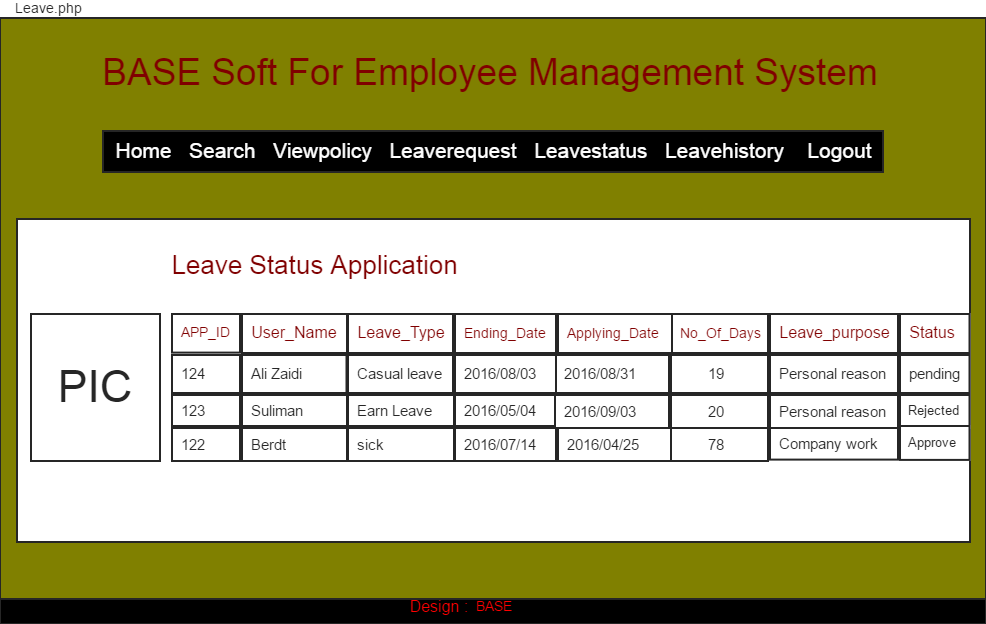 Leave.php
BASE Soft For Employee Management System
Home Search Viewpolicy Leaverequest Leavestatus Leavehistory Logout
Leave Status Application
PIC
APP_ID User_Name Leave_Type Ending_Date Applying_Date No_Of_Days Leave_purpose Status
124 Ali Zaidi Casual leave 2016/08/03 2016/08/31 19 Personal reason pending
123 Suliman Earn Leave 2016/05/04 2016/09/03 20 Personal reason Rejected
122 Berdt sick 2016/07/14 2016/04/25 78 Company work Approve
Design : BASE